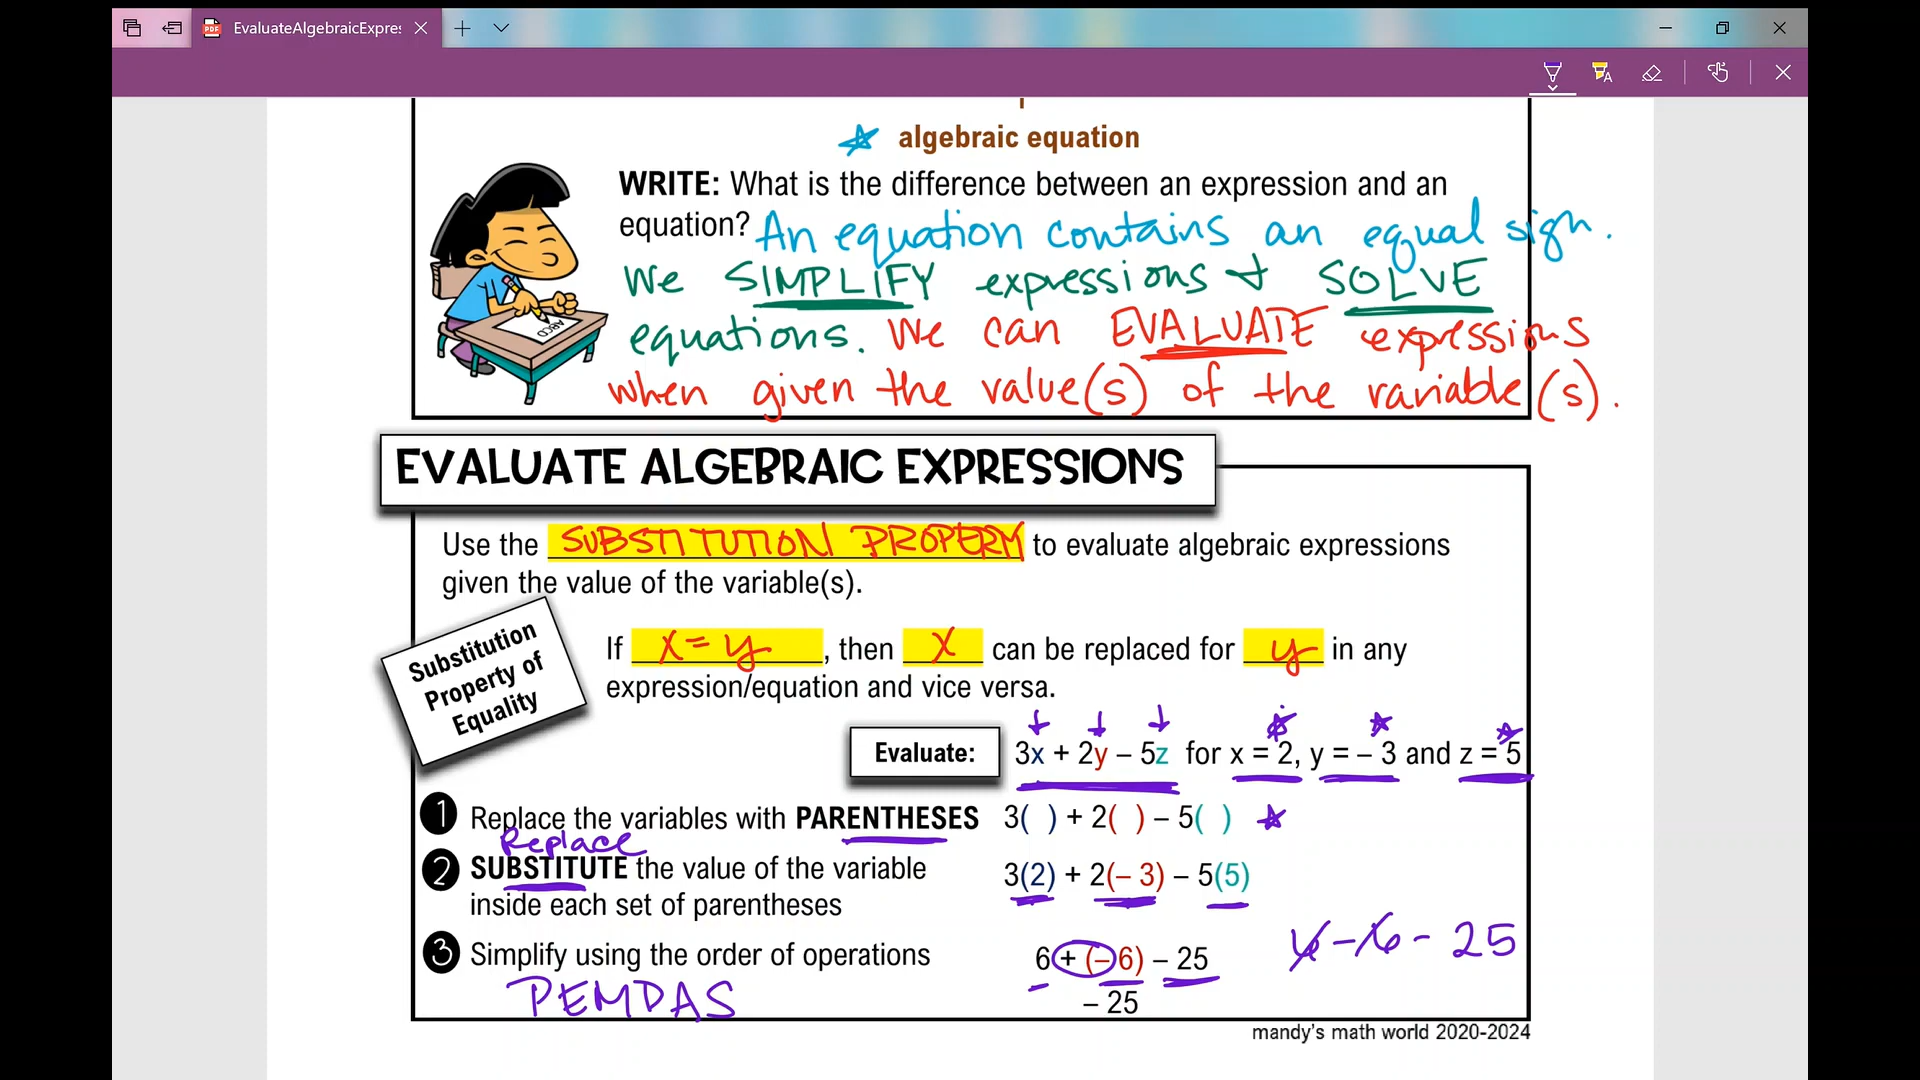 EvaluateAlgebraicExpres
algebraic equation
WRITE: What is the difference between an expression and an
equation? An equation contains an equal sign.
We SIMPLIFY expressions + SOLVE
equations. We can EVALUATE expressions
when given the value(s) of the variable(s).
ABCD
EVALUATE ALGEBRAIC EXPRESSIONS
Use the SUBSTITUTION PROPERTY to evaluate algebraic expressions
given the value of the variable(s).
Substitution
Property of
Equality
If x = y, then x can be replaced for y in any
expression/equation and vice versa.
Evaluate: 3x + 2y – 5z for x = 2, y = – 3 and z = 5
1 Replace the variables with PARENTHESES 3( ) + 2( ) – 5( )
Replace
2 SUBSTITUTE the value of the variable 3(2) + 2(– 3) – 5(5)
inside each set of parentheses
3 Simplify using the order of operations 6 + (–6) – 25 6 – 6 – 25
PEMDAS – 25
mandy's math world 2020-2024